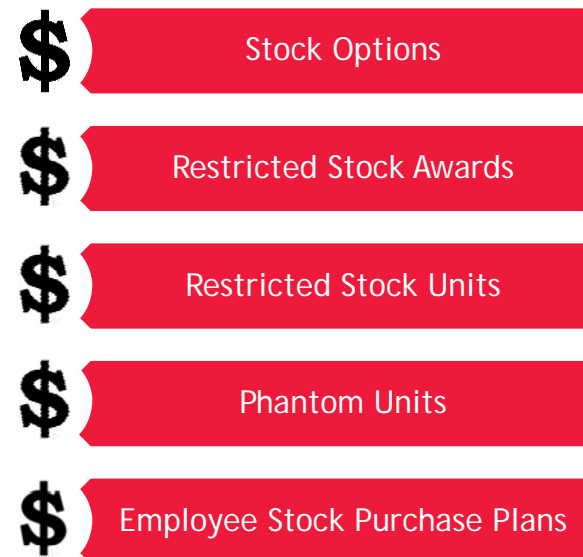 $ Stock Options
$ Restricted Stock Awards
$ Restricted Stock Units
$ Phantom Units
$ Employee Stock Purchase Plans